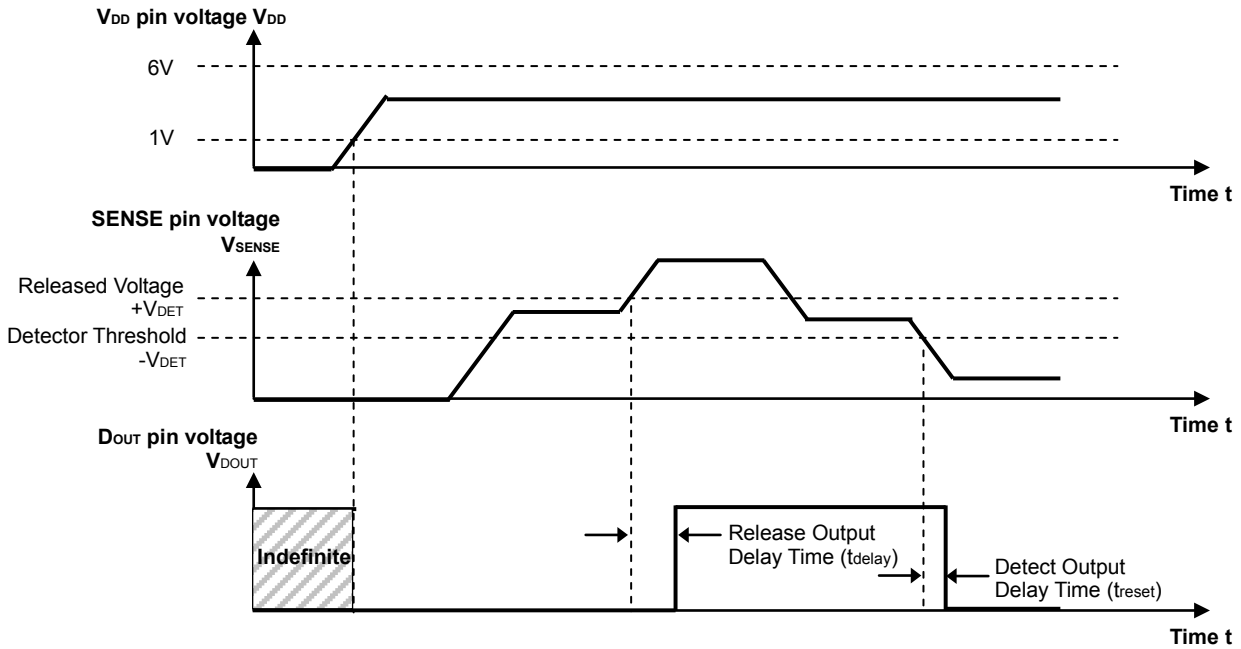 VDD pin voltage VDD
6V
1V
Time t
SENSE pin voltage
VSENSE
Released Voltage
+VDET
Detector Threshold
-VDET
Time t
DOUT pin voltage
VDOUT
Indefinite
Release Output
Delay Time (tdelay)
Detect Output
Delay Time (treset)
Time t